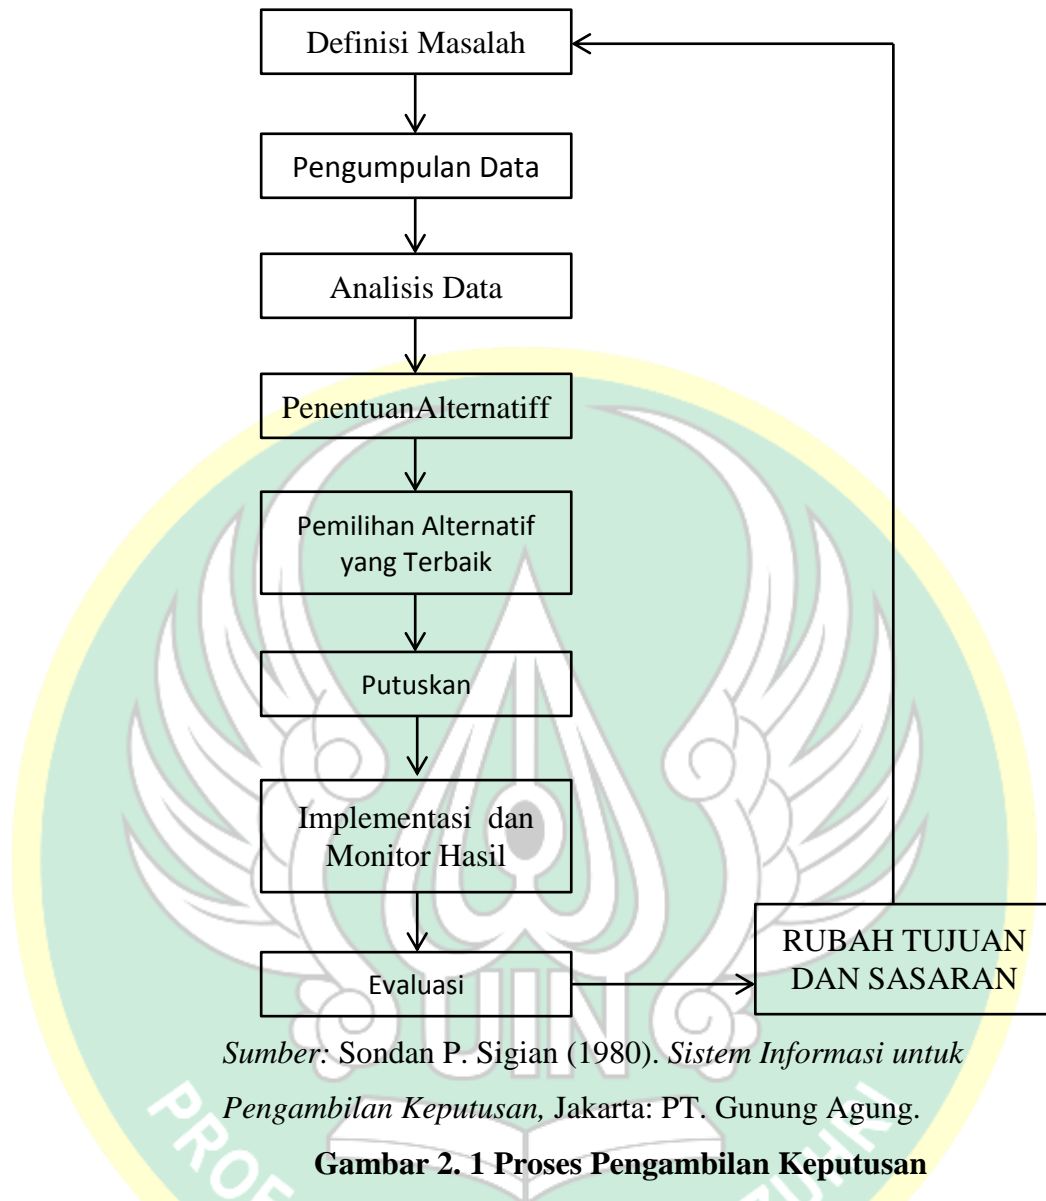 Definisi Masalah
Pengumpulan Data
Analisis Data
PenentuanAlternatiff
Pemilihan Alternatif
yang Terbaik
Putuskan
Implementasi dan
Monitor Hasil
Evaluasi
RUBAH TUJUAN
DAN SASARAN
UIN
Sumber: Sondan P. Sigian (1980). Sistem Informasi untuk
Pengambilan Keputusan, Jakarta: PT. Gunung Agung.
Gambar 2. 1 Proses Pengambilan Keputusan